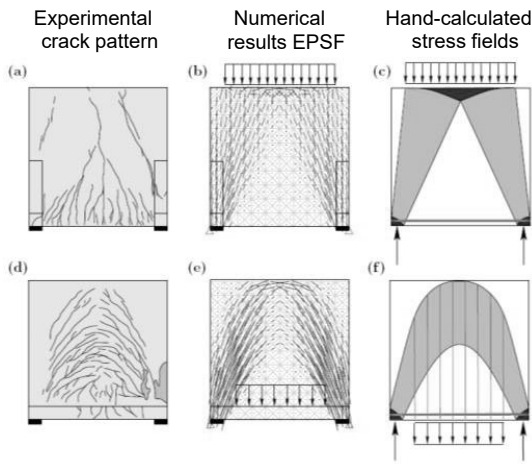 Experimental
crack pattern
Numerical
results EPSF
Hand-calculated
stress fields
(a)
(b)
(c)
(d)
(e)
(f)